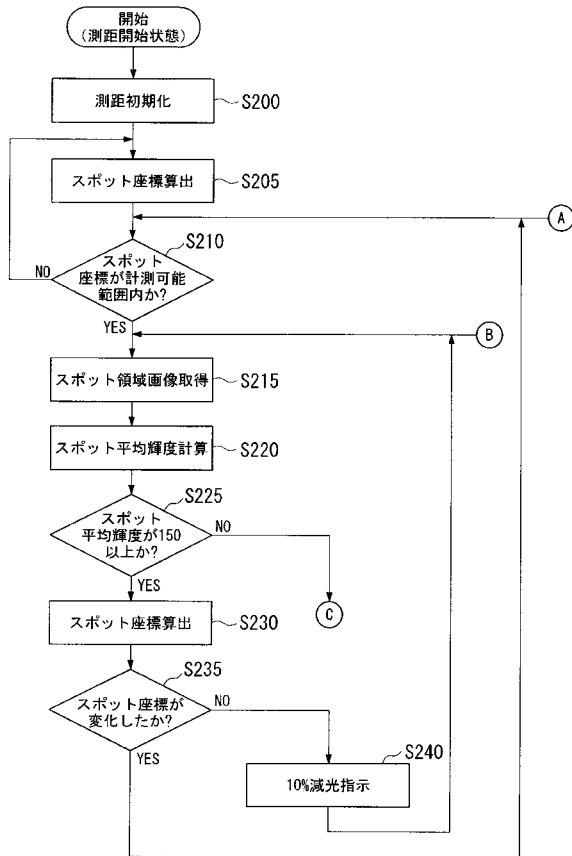 開始
(測距開始状態)
測距初期化
S200
スポット座標算出
S205
A
S210
スポット
座標が計測可能
範囲内か?
NO
YES
B
スポット領域画像取得
S215
スポット平均輝度計算
S220
S225
スポット
平均輝度が150
以上か?
NO
YES
C
スポット座標算出
S230
S235
スポット座標が
変化したか?
NO
YES
S240
10%減光指示